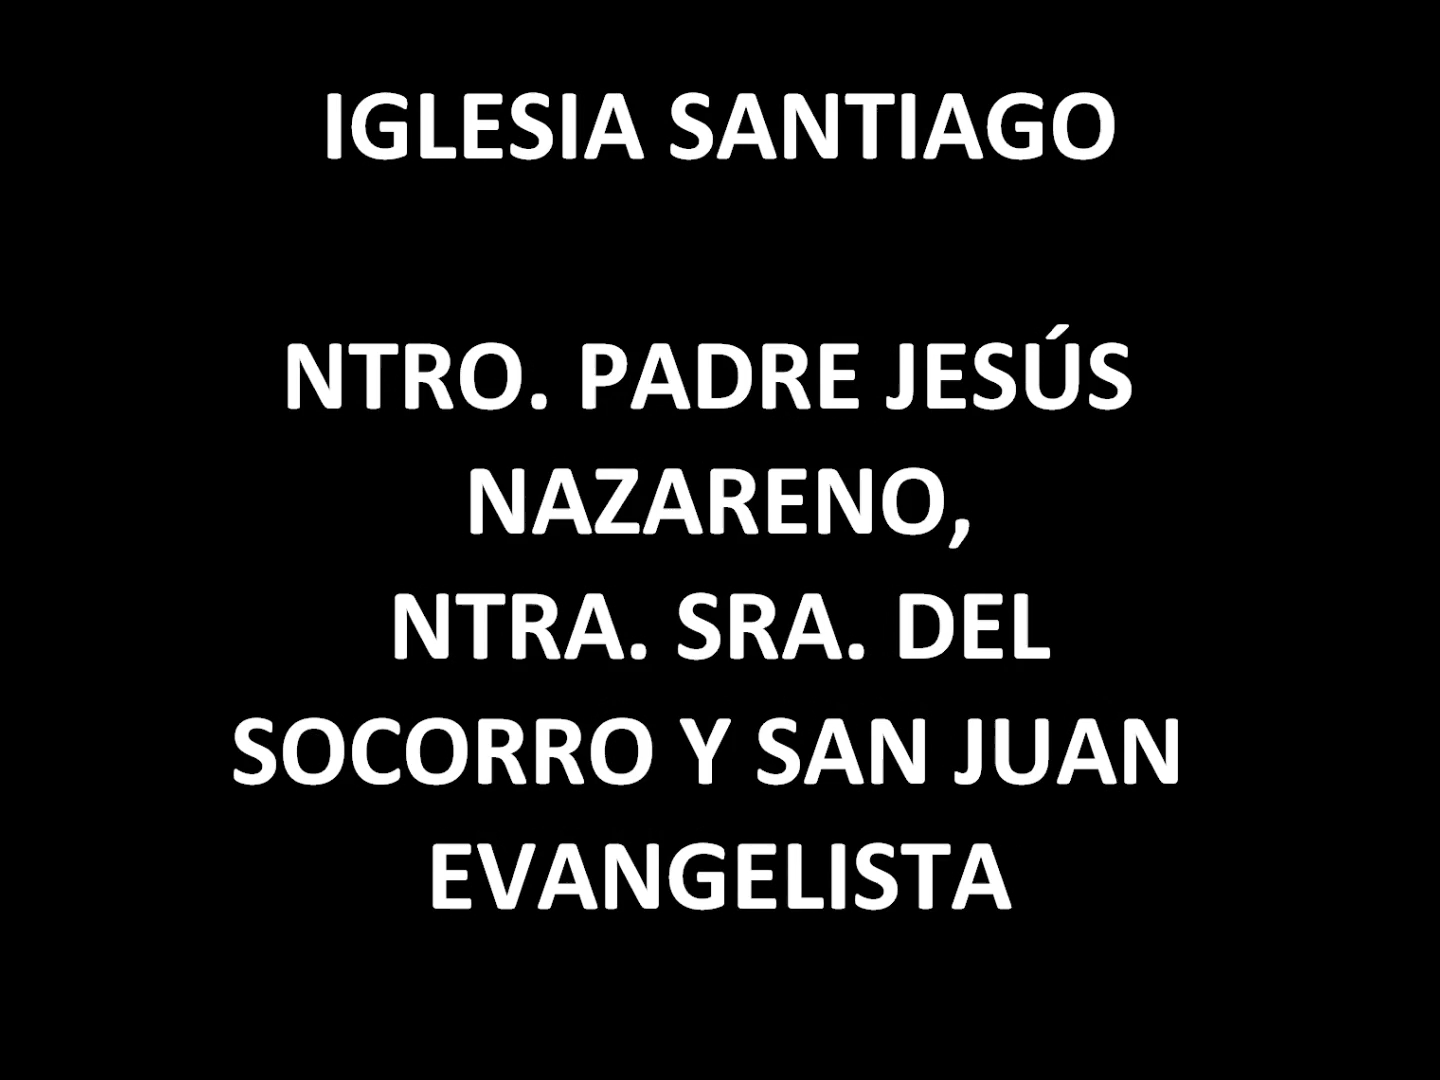 IGLESIA SANTIAGO
NTRO. PADRE JESÚS
NAZARENO,
NTRA. SRA. DEL
SOCORRO Y SAN JUAN
EVANGELISTA